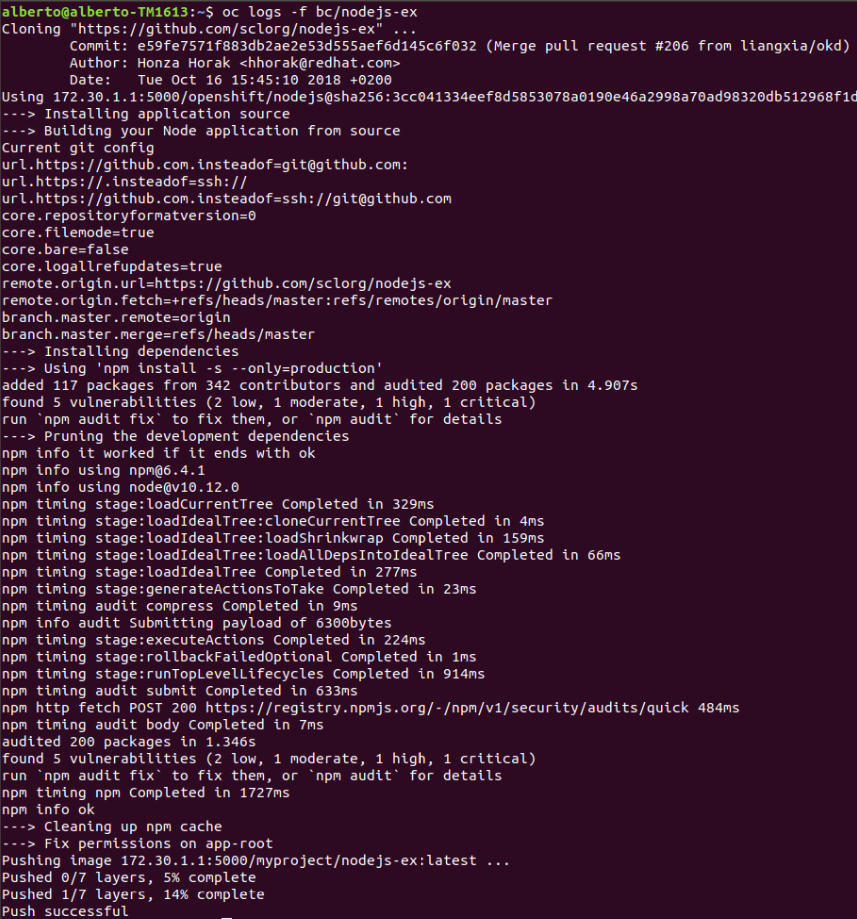 alberto@alberto-TM1613:~$ oc logs -f bc/nodejs-ex
Cloning "https://github.com/sclorg/nodejs-ex" ...
        Commit: e59fe7571f883db2ae2e53d555aef6d145c6f032 (Merge pull request #206 from liangxia/okd)
        Author: Honza Horak <hhorak@redhat.com>
        Date:   Tue Oct 16 15:45:10 2018 +0200
Using 172.30.1.1:5000/openshift/nodejs@sha256:3cc041334eef8d5853078a0190e46a2998a70ad98320db512968f1d
---> Installing application source
---> Building your Node application from source
Current git config
url.https://github.com.insteadof=git@github.com:
url.https://.insteadof=ssh://
url.https://github.com.insteadof=ssh://git@github.com
core.repositoryformatversion=0
core.filemode=true
core.bare=false
core.logallrefupdates=true
remote.origin.url=https://github.com/sclorg/nodejs-ex
remote.origin.fetch=+refs/heads/master:refs/remotes/origin/master
branch.master.remote=origin
branch.master.merge=refs/heads/master
---> Installing dependencies
---> Using 'npm install -s --only=production'
added 117 packages from 342 contributors and audited 200 packages in 4.907s
found 5 vulnerabilities (2 low, 1 moderate, 1 high, 1 critical)
run `npm audit fix` to fix them, or `npm audit` for details
---> Pruning the development dependencies
npm info it worked if it ends with ok
npm info using npm@6.4.1
npm info using node@v10.12.0
npm timing stage:loadCurrentTree Completed in 329ms
npm timing stage:loadIdealTree:cloneCurrentTree Completed in 4ms
npm timing stage:loadIdealTree:loadShrinkwrap Completed in 159ms
npm timing stage:loadIdealTree:loadAllDepsIntoIdealTree Completed in 66ms
npm timing stage:loadIdealTree Completed in 277ms
npm timing stage:generateActionsToTake Completed in 23ms
npm timing audit compress Completed in 9ms
npm info audit Submitting payload of 6300bytes
npm timing stage:executeActions Completed in 224ms
npm timing stage:rollbackFailedOptional Completed in 1ms
npm timing stage:runTopLevelLifecycles Completed in 914ms
npm timing audit submit Completed in 633ms
npm http fetch POST 200 https://registry.npmjs.org/-/npm/v1/security/audits/quick 484ms
npm timing audit body Completed in 7ms
audited 200 packages in 1.346s
found 5 vulnerabilities (2 low, 1 moderate, 1 high, 1 critical)
run `npm audit fix` to fix them, or `npm audit` for details
npm timing npm Completed in 1727ms
npm info ok
---> Cleaning up npm cache
---> Fix permissions on app-root
Pushing image 172.30.1.1:5000/myproject/nodejs-ex:latest ...
Pushed 0/7 layers, 5% complete
Pushed 1/7 layers, 14% complete
Push successful